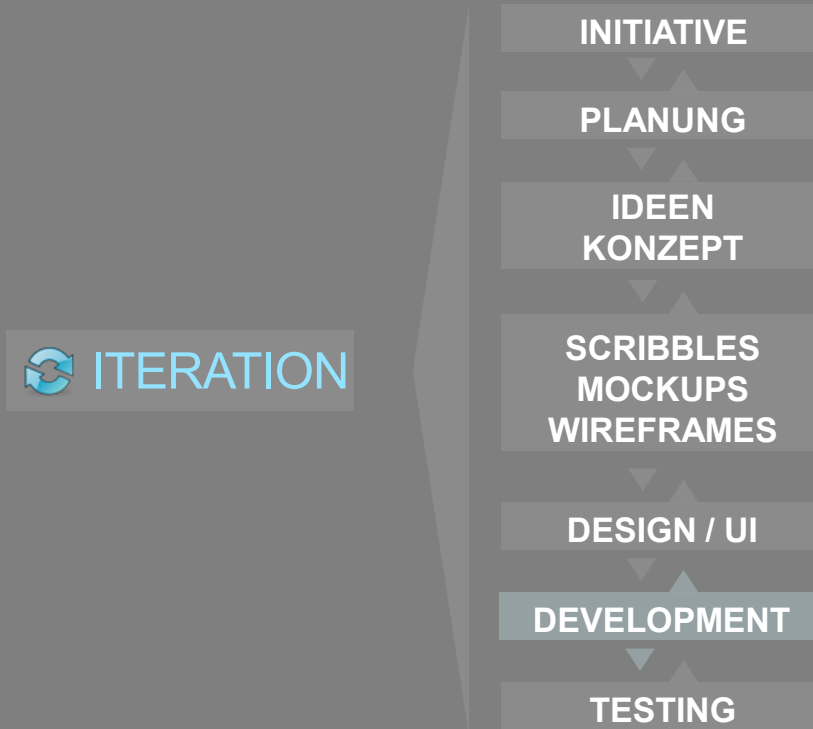 INITIATIVE
PLANUNG
IDEEN
KONZEPT
ITERATION
SCRIBBLES
MOCKUPS
WIREFRAMES
DESIGN / UI
DEVELOPMENT
TESTING